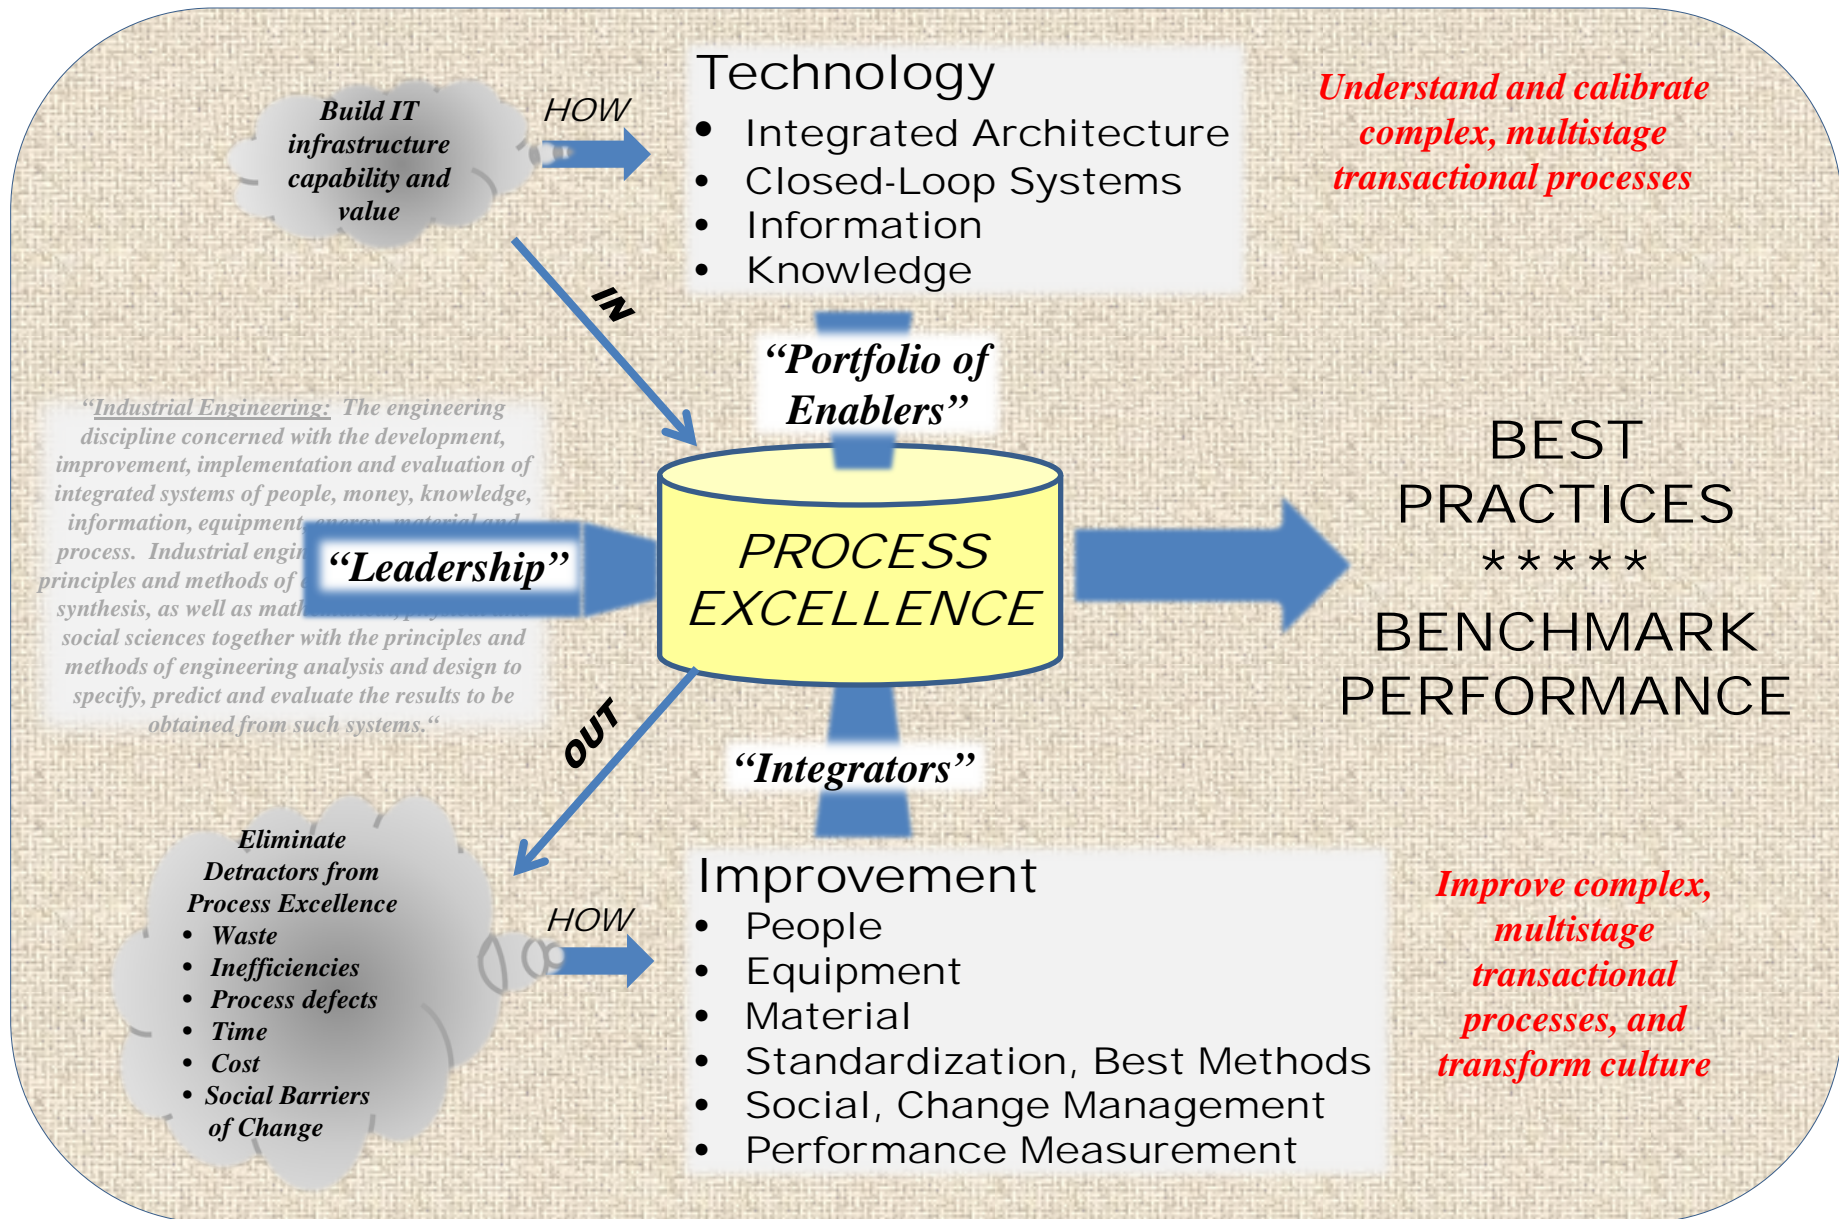 Build IT
infrastructure
capability and
value
HOW
Technology
• Integrated Architecture
• Closed-Loop Systems
• Information
• Knowledge
Understand and calibrate
complex, multistage
transactional processes
IN
“Portfolio of
Enablers”
“Industrial Engineering: The engineering
discipline concerned with the development,
improvement, implementation and evaluation of
integrated systems of people, money, knowledge,
information, equipment, energy, material and
process. Industrial engin
principles and methods of
synthesis, as well as math
social sciences together with the principles and
methods of engineering analysis and design to
specify, predict and evaluate the results to be
obtained from such systems.“
“Leadership”
PROCESS
EXCELLENCE
BEST
PRACTICES
*****
BENCHMARK
PERFORMANCE
OUT
“Integrators”
Eliminate
Detractors from
Process Excellence
• Waste
• Inefficiencies
• Process defects
• Time
• Cost
• Social Barriers
of Change
HOW
Improvement
• People
• Equipment
• Material
• Standardization, Best Methods
• Social, Change Management
• Performance Measurement
Improve complex,
multistage
transactional
processes, and
transform culture